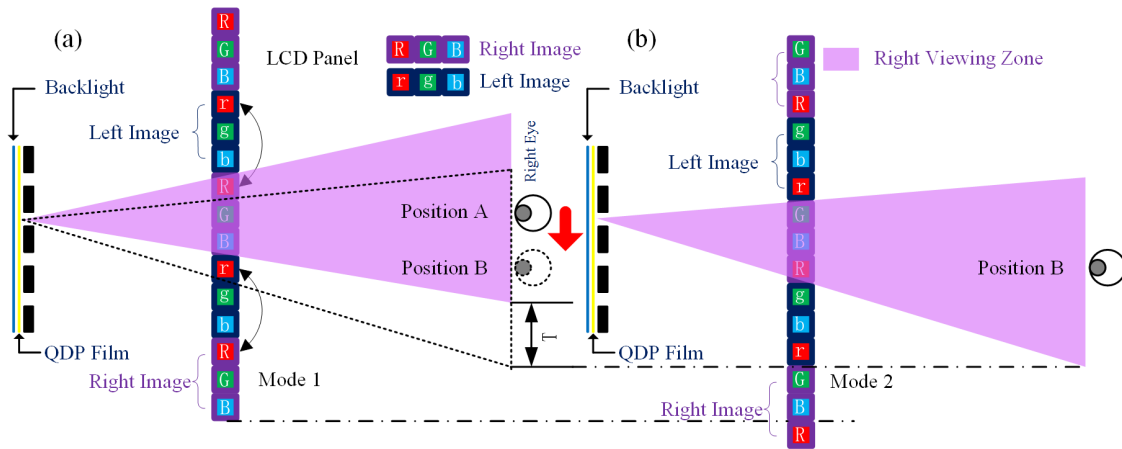 (a)
LCD Panel
R G B Right Image
r g b Left Image
(b)
Right Viewing Zone
Backlight
Left Image
R
G
B
r
g
b
R
G
B
r
g
b
R
G
B
Right Eye
Position A
Position B
T
QDP Film
Right Image
Mode 1
Backlight
Left Image
G
B
R
g
b
r
G
B
R
g
b
r
G
B
R
Position B
QDP Film
Mode 2
Right Image